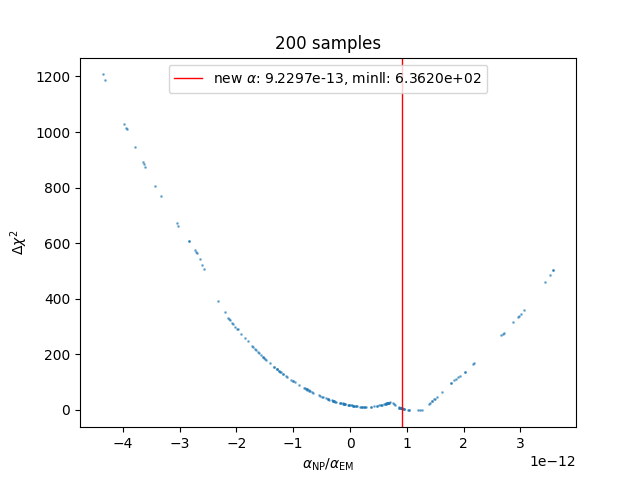 200 samples
new α: 9.2297e-13, minll: 6.3620e+02
1200
1000
800
600
400
200
0
Δχ²
−4 −3 −2 −1 0 1 2 3
1e−12
α_NP/α_EM